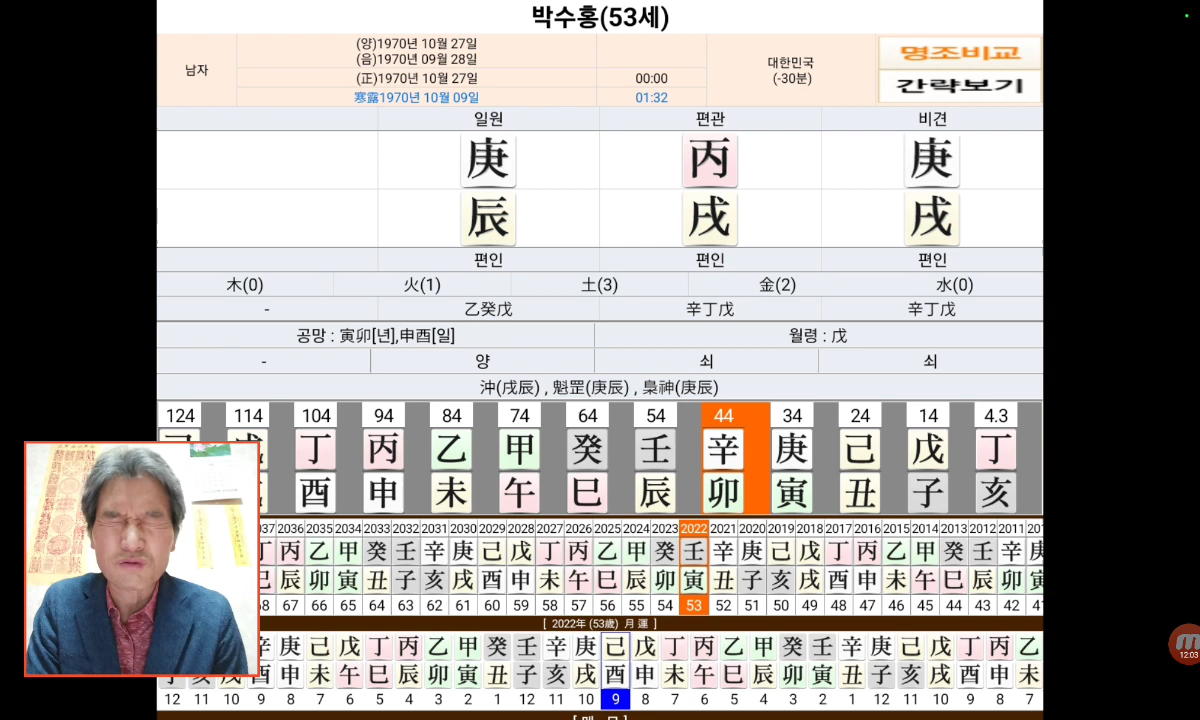 박수홍(53세)
남자
(양)1970년 10월 27일
(음)1970년 09월 28일
(正)1970년 10월 27일 00:00
寒露1970년 10월 09일 01:32
대한민국
(-30분)
명조비교
간략보기
일원 편관 비견
庚 丙 庚
辰 戌 戌
편인 편인 편인
木(0) 火(1) 土(3) 金(2) 水(0)
- 乙癸戊 辛丁戊 辛丁戊
공망 : 寅卯[년],申酉[일] 월령 : 戊
- 양 쇠 쇠
沖(戌辰) , 魁罡(庚辰) , 梟神(庚辰)
124 114 104 94 84 74 64 54 44 34 24 14 4.3
丁 丙 乙 甲 癸 壬 辛 庚 己 戊 丁
酉 申 未 午 巳 辰 卯 寅 丑 子 亥
2036 2035 2034 2033 2032 2031 2030 2029 2028 2027 2026 2025 2024 2023 2022 2021 2020 2019 2018 2017 2016 2015 2014 2013 2012 2011
丙 乙 甲 癸 壬 辛 庚 己 戊 丁 丙 乙 甲 癸 壬 辛 庚 己 戊 丁 丙 乙 甲 癸 壬 辛
辰 卯 寅 丑 子 亥 戌 酉 申 未 午 巳 辰 卯 寅 丑 子 亥 戌 酉 申 未 午 巳 辰 卯
67 66 65 64 63 62 61 60 59 58 57 56 55 54 53 52 51 50 49 48 47 46 45 44 43 42
[ 2022年 (53歲) 月 運 ]
辛 庚 己 戊 丁 丙 乙 甲 癸 壬 辛 庚 己 戊 丁 丙 乙 甲 癸 壬 辛 庚 己 戊 丁 丙 乙
酉 申 未 午 巳 辰 卯 寅 丑 子 亥 戌 酉 申 未 午 巳 辰 卯 寅 丑 子 亥 戌 酉 申 未
12 11 10 9 8 7 6 5 4 3 2 1 12 11 10 9 8 7 6 5 4 3 2 1 12 11 10 9 8 7
12:03